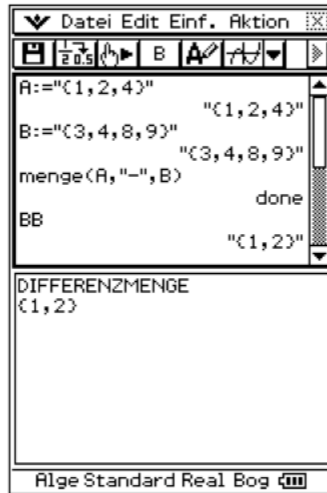 Datei Edit Einf. Aktion
B
A:="{1,2,4}"
"{1,2,4}"
B:="{3,4,8,9}"
"{3,4,8,9}"
menge(A,"-",B)
done
BB
"{1,2}"
DIFFERENZMENGE
{1,2}
Alge Standard Real Bog